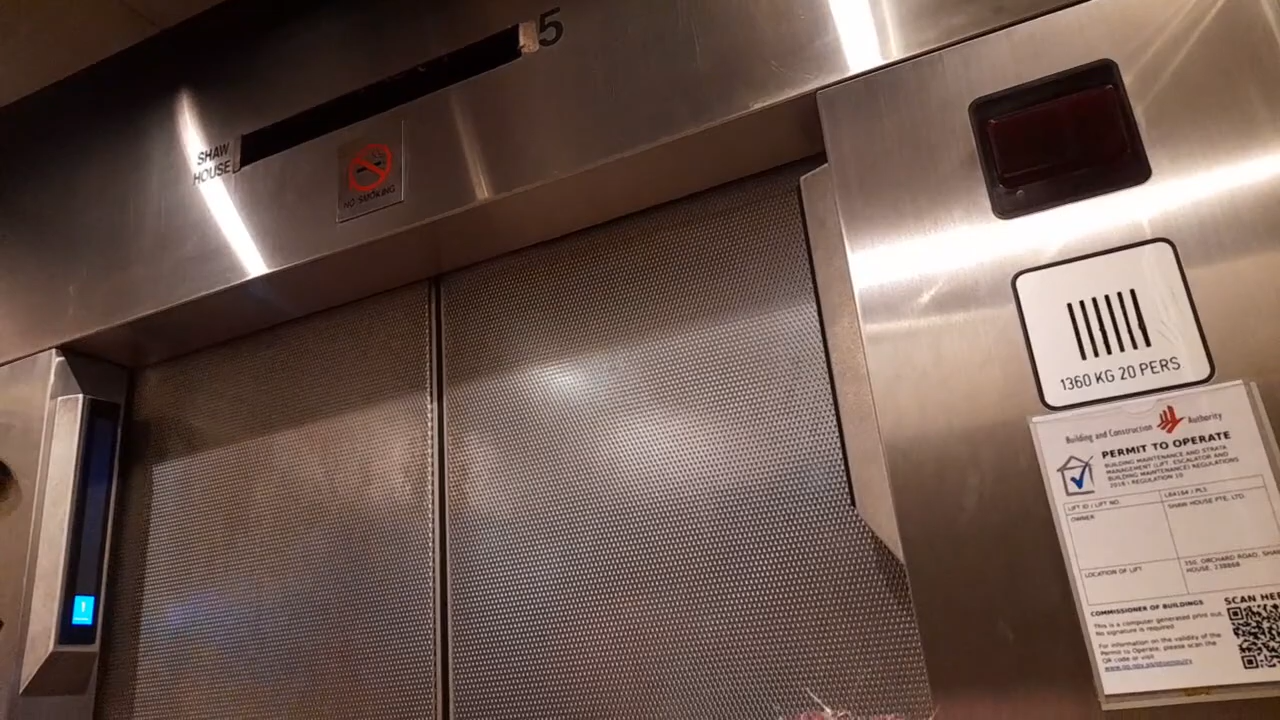 5
SHAW
HOUSE
NO SMOKING
1360 KG 20 PERS
Building and Construction Authority
PERMIT TO OPERATE
BUILDING MAINTENANCE AND STRATA
MANAGEMENT (LIFT, ESCALATOR AND
BUILDING MAINTENANCE) REGULATIONS
2016 | REGULATION 10
LIFT ID / LIFT NO.
OWNER
SHAW HOUSE PTE. LTD.
LOCATION OF LIFT
350, ORCHARD ROAD, SHAW
HOUSE, 238868
COMMISSIONER OF BUILDINGS
This is a computer generated print out.
No signature is required
For information on the validity of the
Permit to Operate, please scan the
QR code or visit
SCAN HERE
1